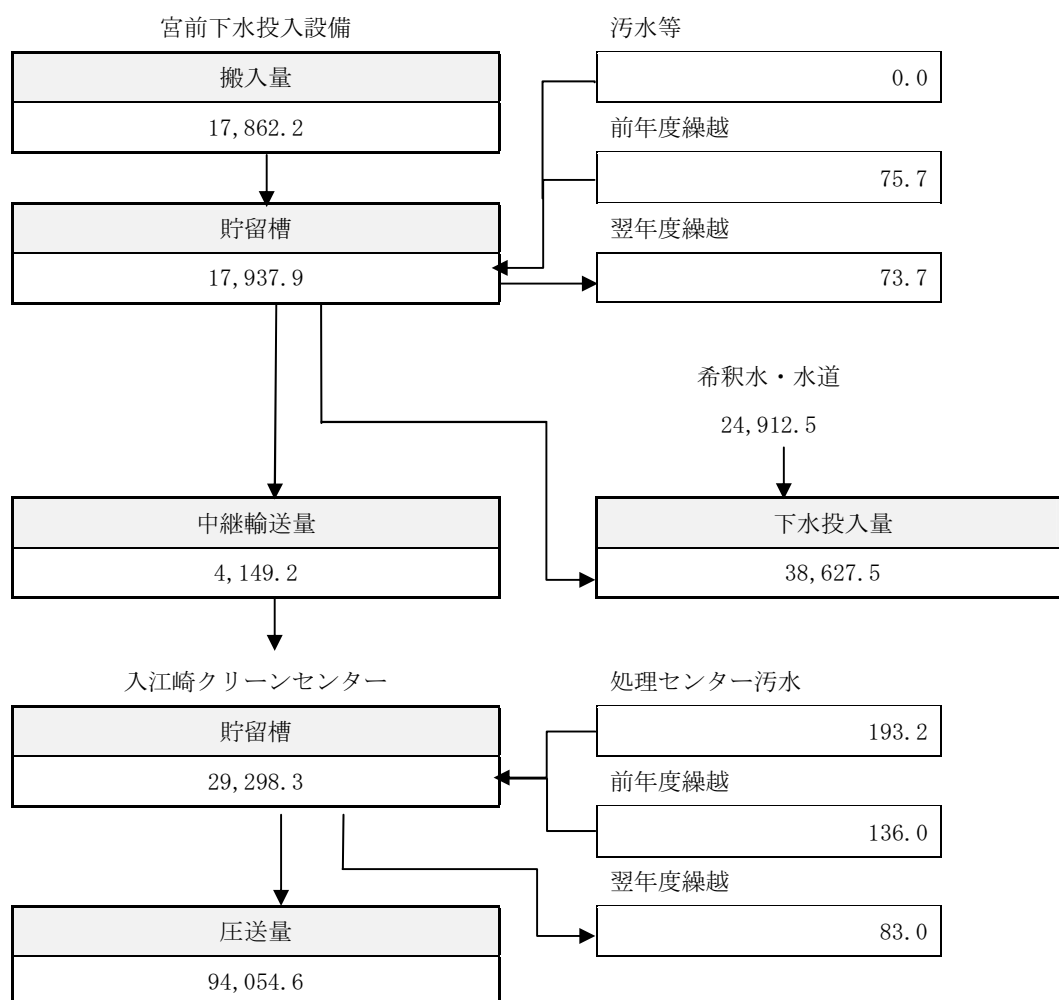 宮前下水投入設備
汚水等
搬入量
0.0
17,862.2
前年度繰越
75.7
貯留槽
翌年度繰越
17,937.9
73.7
希釈水・水道
24,912.5
中継輸送量
下水投入量
4,149.2
38,627.5
入江崎クリーンセンター
処理センター汚水
貯留槽
193.2
29,298.3
前年度繰越
136.0
翌年度繰越
圧送量
83.0
94,054.6